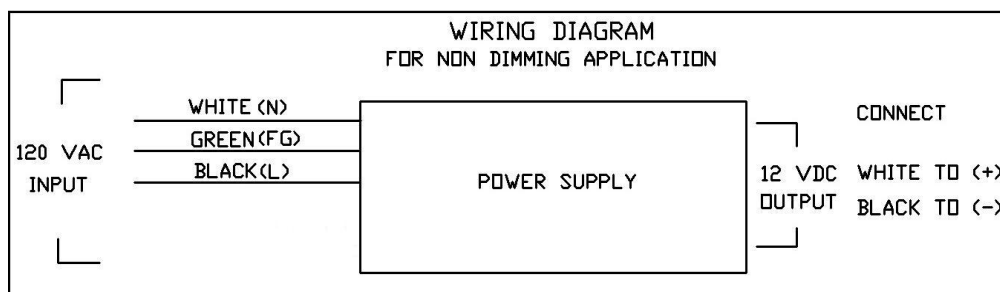 WIRING DIAGRAM
FOR NON DIMMING APPLICATION
WHITE (N)
GREEN (FG)
BLACK (L)
120 VAC
INPUT
POWER SUPPLY
12 VDC
OUTPUT
CONNECT
WHITE TO (+)
BLACK TO (-)